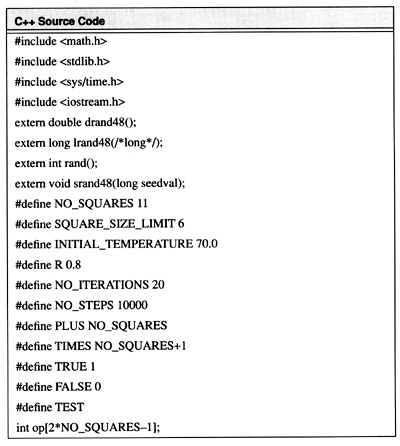 C++ Source Code
#include <math.h>
#include <stdlib.h>
#include <sys/time.h>
#include <iostream.h>
extern double drand48();
extern long lrand48(/*long*/);
extern int rand();
extern void srand48(long seedval);
#define NO_SQUARES 11
#define SQUARE_SIZE_LIMIT 6
#define INITIAL_TEMPERATURE 70.0
#define R 0.8
#define NO_ITERATIONS 20
#define NO_STEPS 10000
#define PLUS NO_SQUARES
#define TIMES NO_SQUARES+1
#define TRUE 1
#define FALSE 0
#define TEST
int op[2*NO_SQUARES–1];